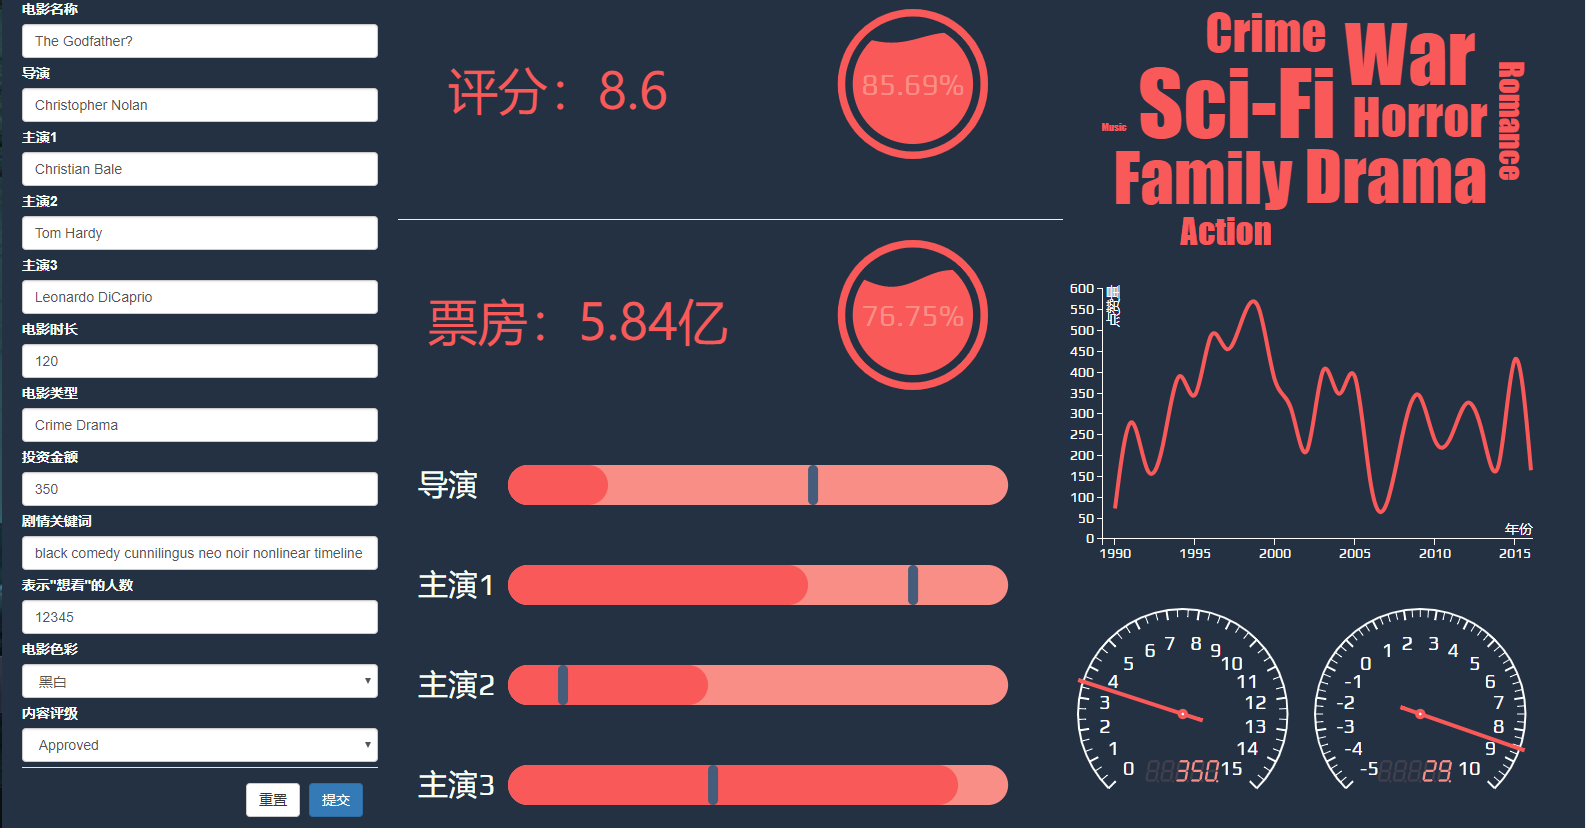 电影名称
The Godfather?
导演
Christopher Nolan
主演1
Christian Bale
主演2
Tom Hardy
主演3
Leonardo DiCaprio
电影时长
120
电影类型
Crime Drama
投资金额
350
剧情关键词
black comedy cunnilingus neo noir nonlinear timeline
表示"想看"的人数
12345
电影色彩
黑白
内容评级
Approved
重置 提交
评分：8.6
85.69%
票房：5.84亿
76.75%
导演
主演1
主演2
主演3
Crime
War
Sci-Fi
Romance
Music
Horror
Family
Drama
Action
600
550
500
450
400
350
300
250
200
150
100
50
0
1990 1995 2000 2005 2010 2015
年份
0 1 2 3 4 5 6 7 8 9 10 11 12 13 14 15
350
-5 -4 -3 -2 -1 0 1 2 3 4 5 6 7 8 9 10
29